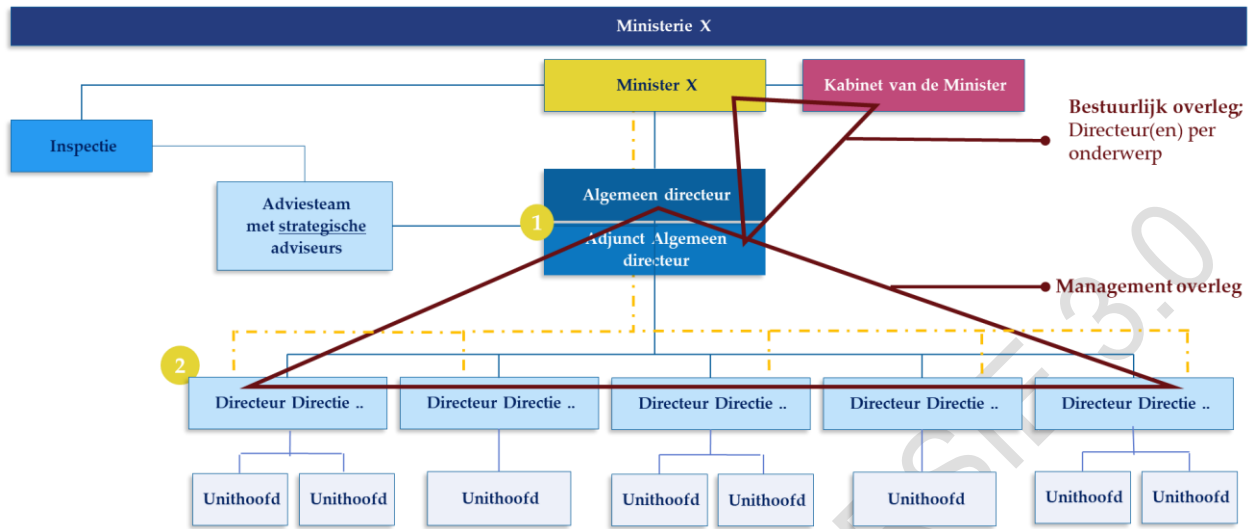 Ministerie X
Minister X
Kabinet van de Minister
Bestuurlijk overleg;
Directeur(en) per
onderwerp
Inspectie
Adviesteam
met strategische
adviseurs
Algemeen directeur
1
Adjunct Algemeen
directeur
Management overleg
2
Directeur Directie ..
Directeur Directie ..
Directeur Directie ..
Directeur Directie ..
Directeur Directie ..
Unithoofd
Unithoofd
Unithoofd
Unithoofd
Unithoofd
Unithoofd
Unithoofd
Unithoofd
3.0